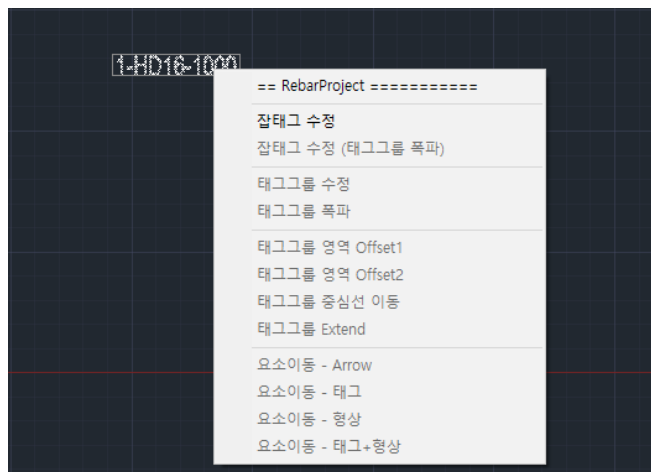 1-HD16-1000
== RebarProject ===========
잡태그 수정
잡태그 수정 (태그그룹 폭파)
태그그룹 수정
태그그룹 폭파
태그그룹 영역 Offset1
태그그룹 영역 Offset2
태그그룹 중심선 이동
태그그룹 Extend
요소이동 - Arrow
요소이동 - 태그
요소이동 - 형상
요소이동 - 태그+형상